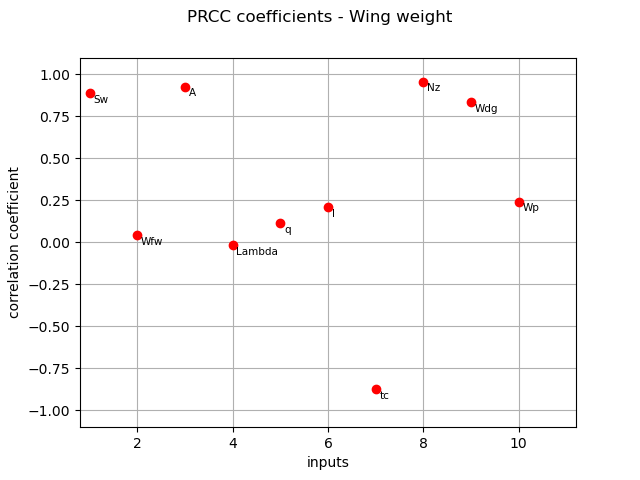 PRCC coefficients - Wing weight
correlation coefficient
1.00
0.75
0.50
0.25
0.00
−0.25
−0.50
−0.75
−1.00
Sw
A
Nz
Wdg
Wfw
Lambda
q
l
Wp
tc
2
4
6
8
10
inputs